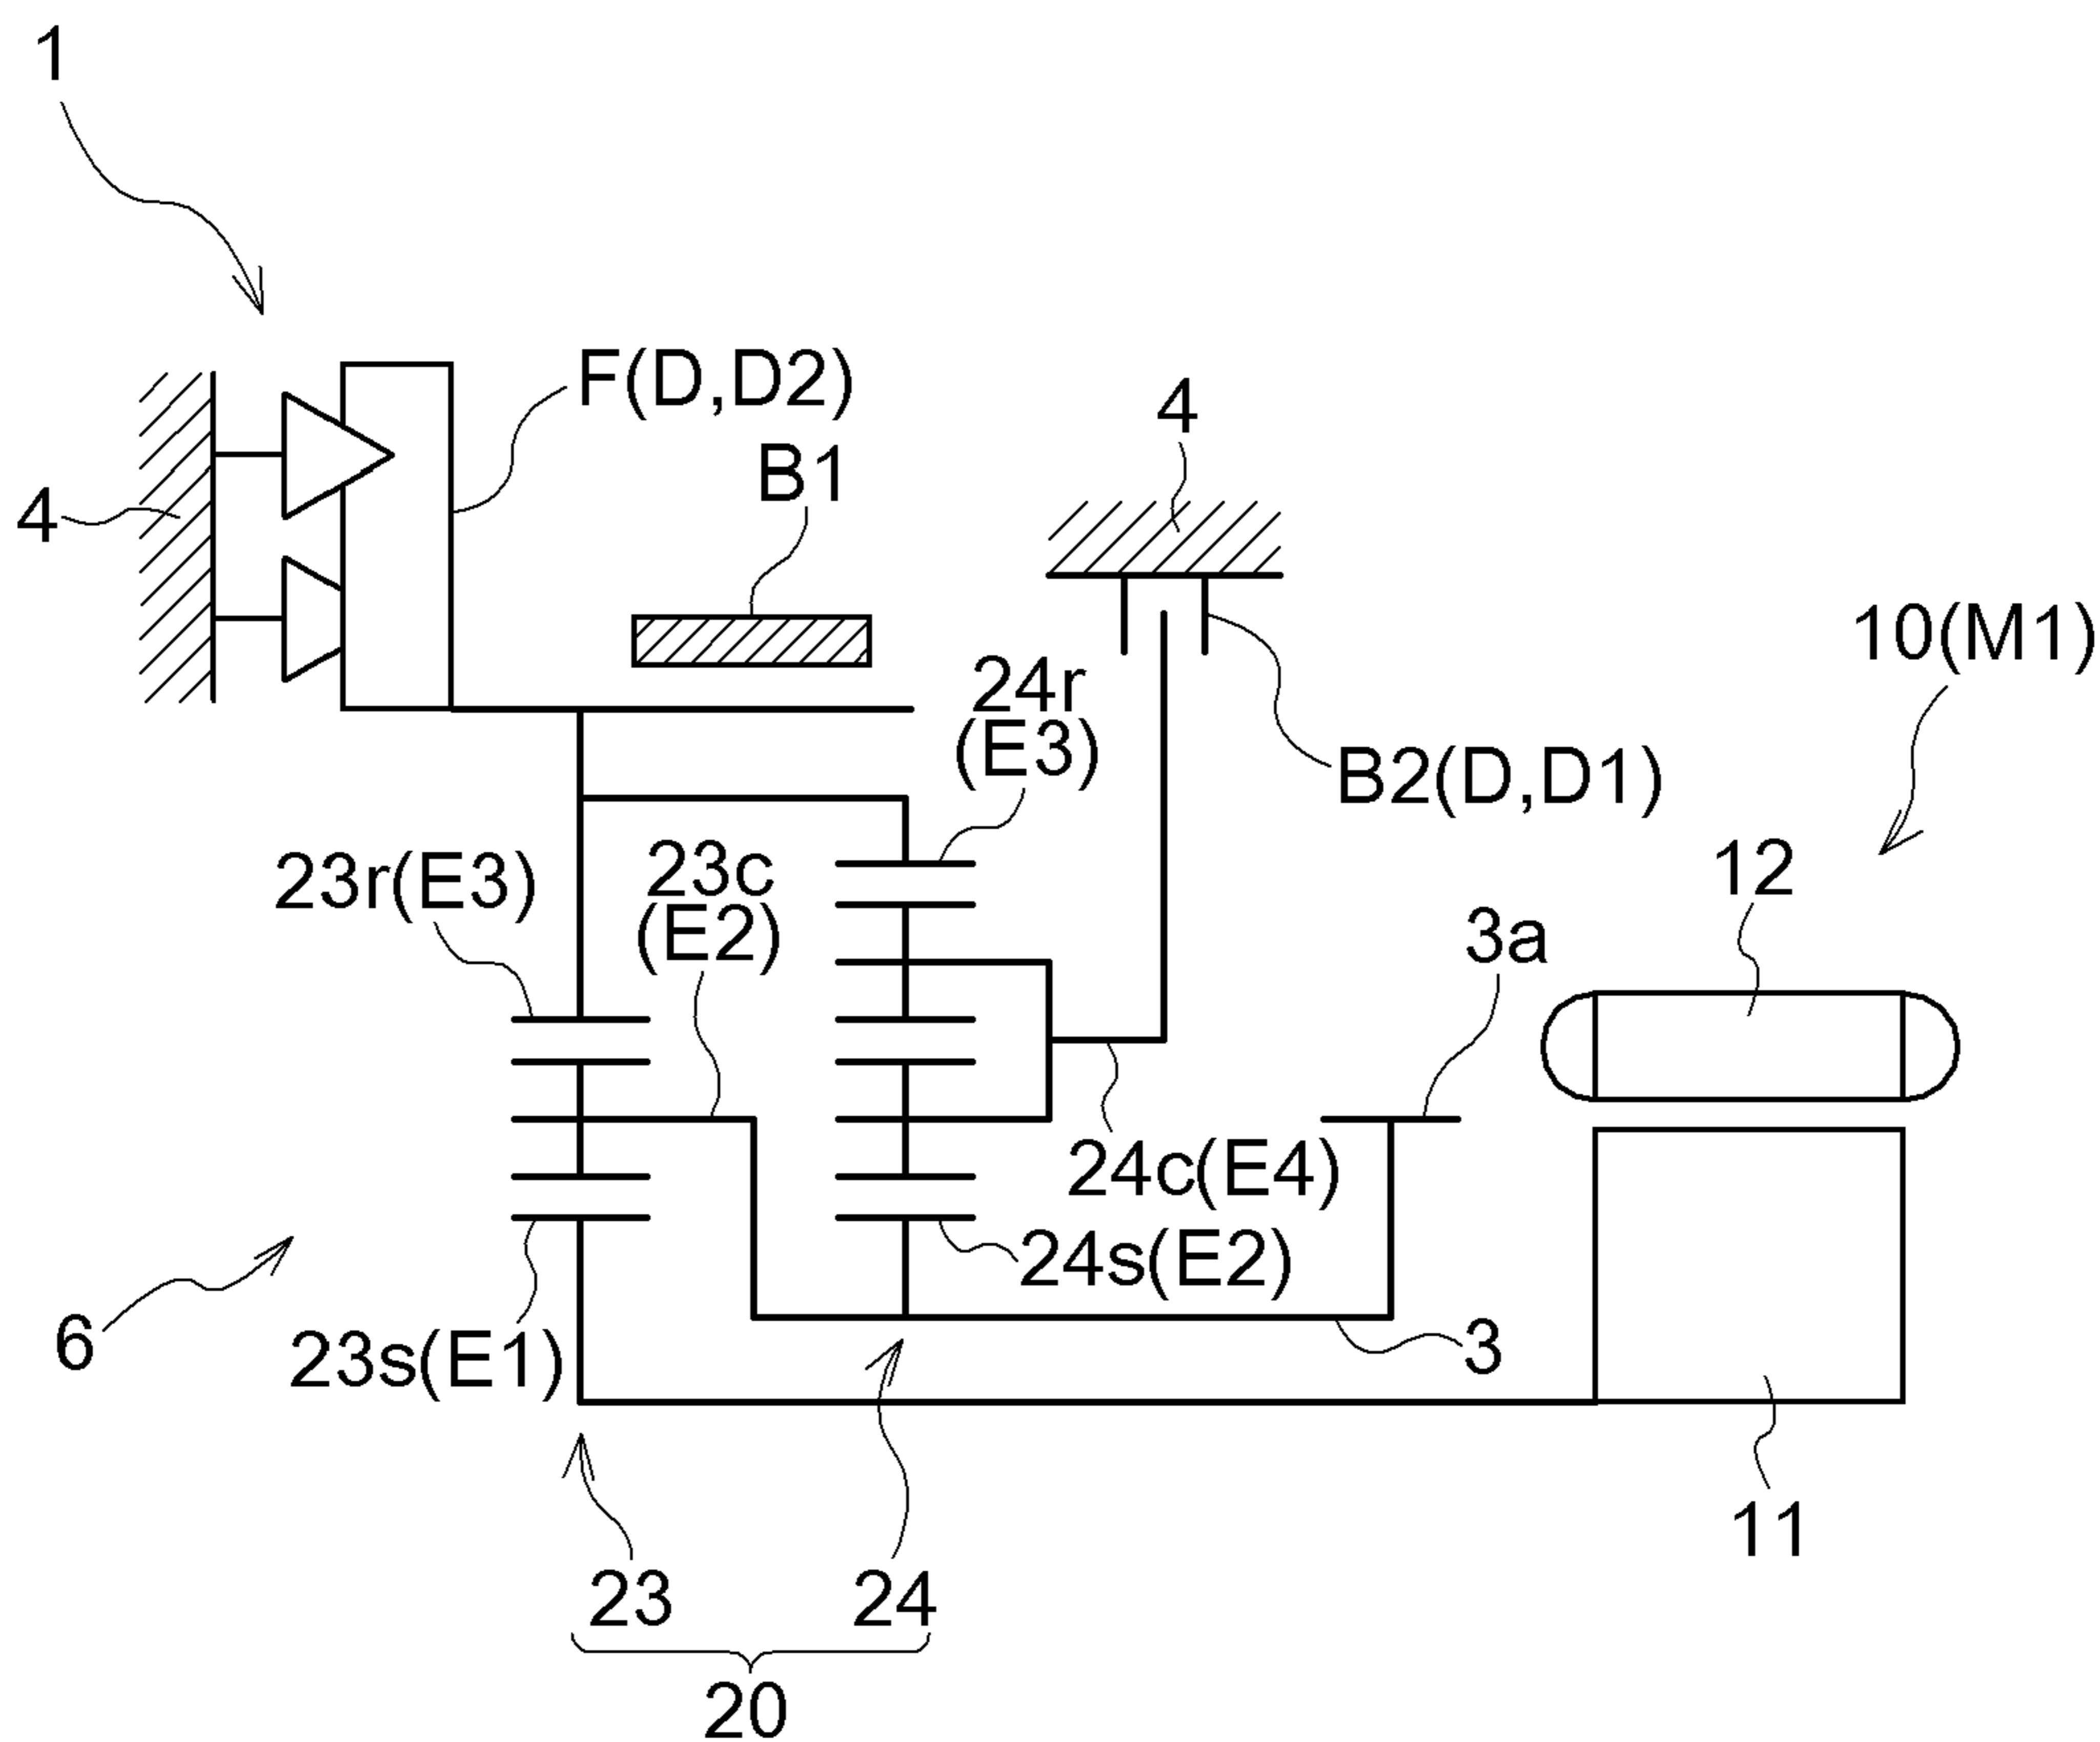 1
F(D,D2)
B1
4
4
10(M1)
24r
(E3)
B2(D,D1)
23r(E3)
23c
(E2)
12
3a
24c(E4)
24s(E2)
6
23s(E1)
3
11
23
24
20